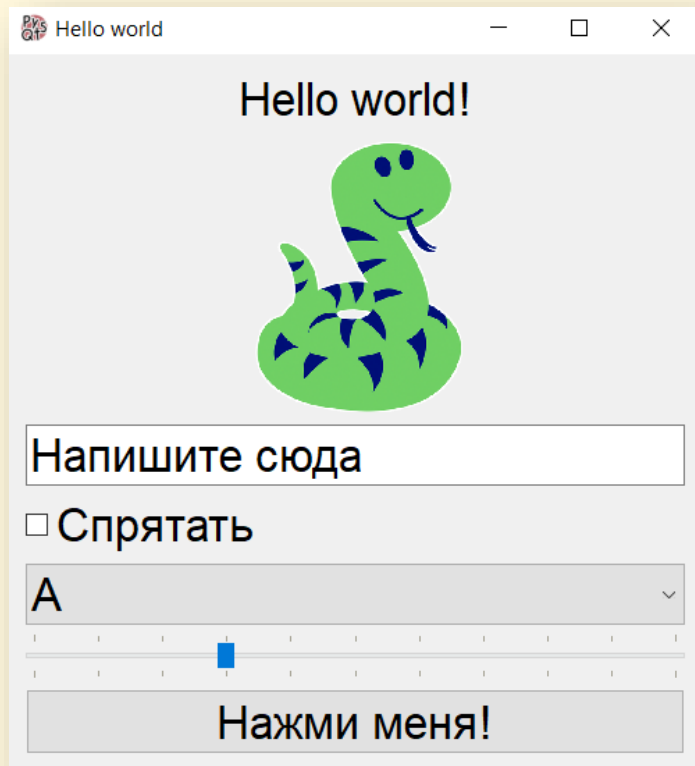 Hello world
Hello world!
Напишите сюда
Спрятать
A
Нажми меня!